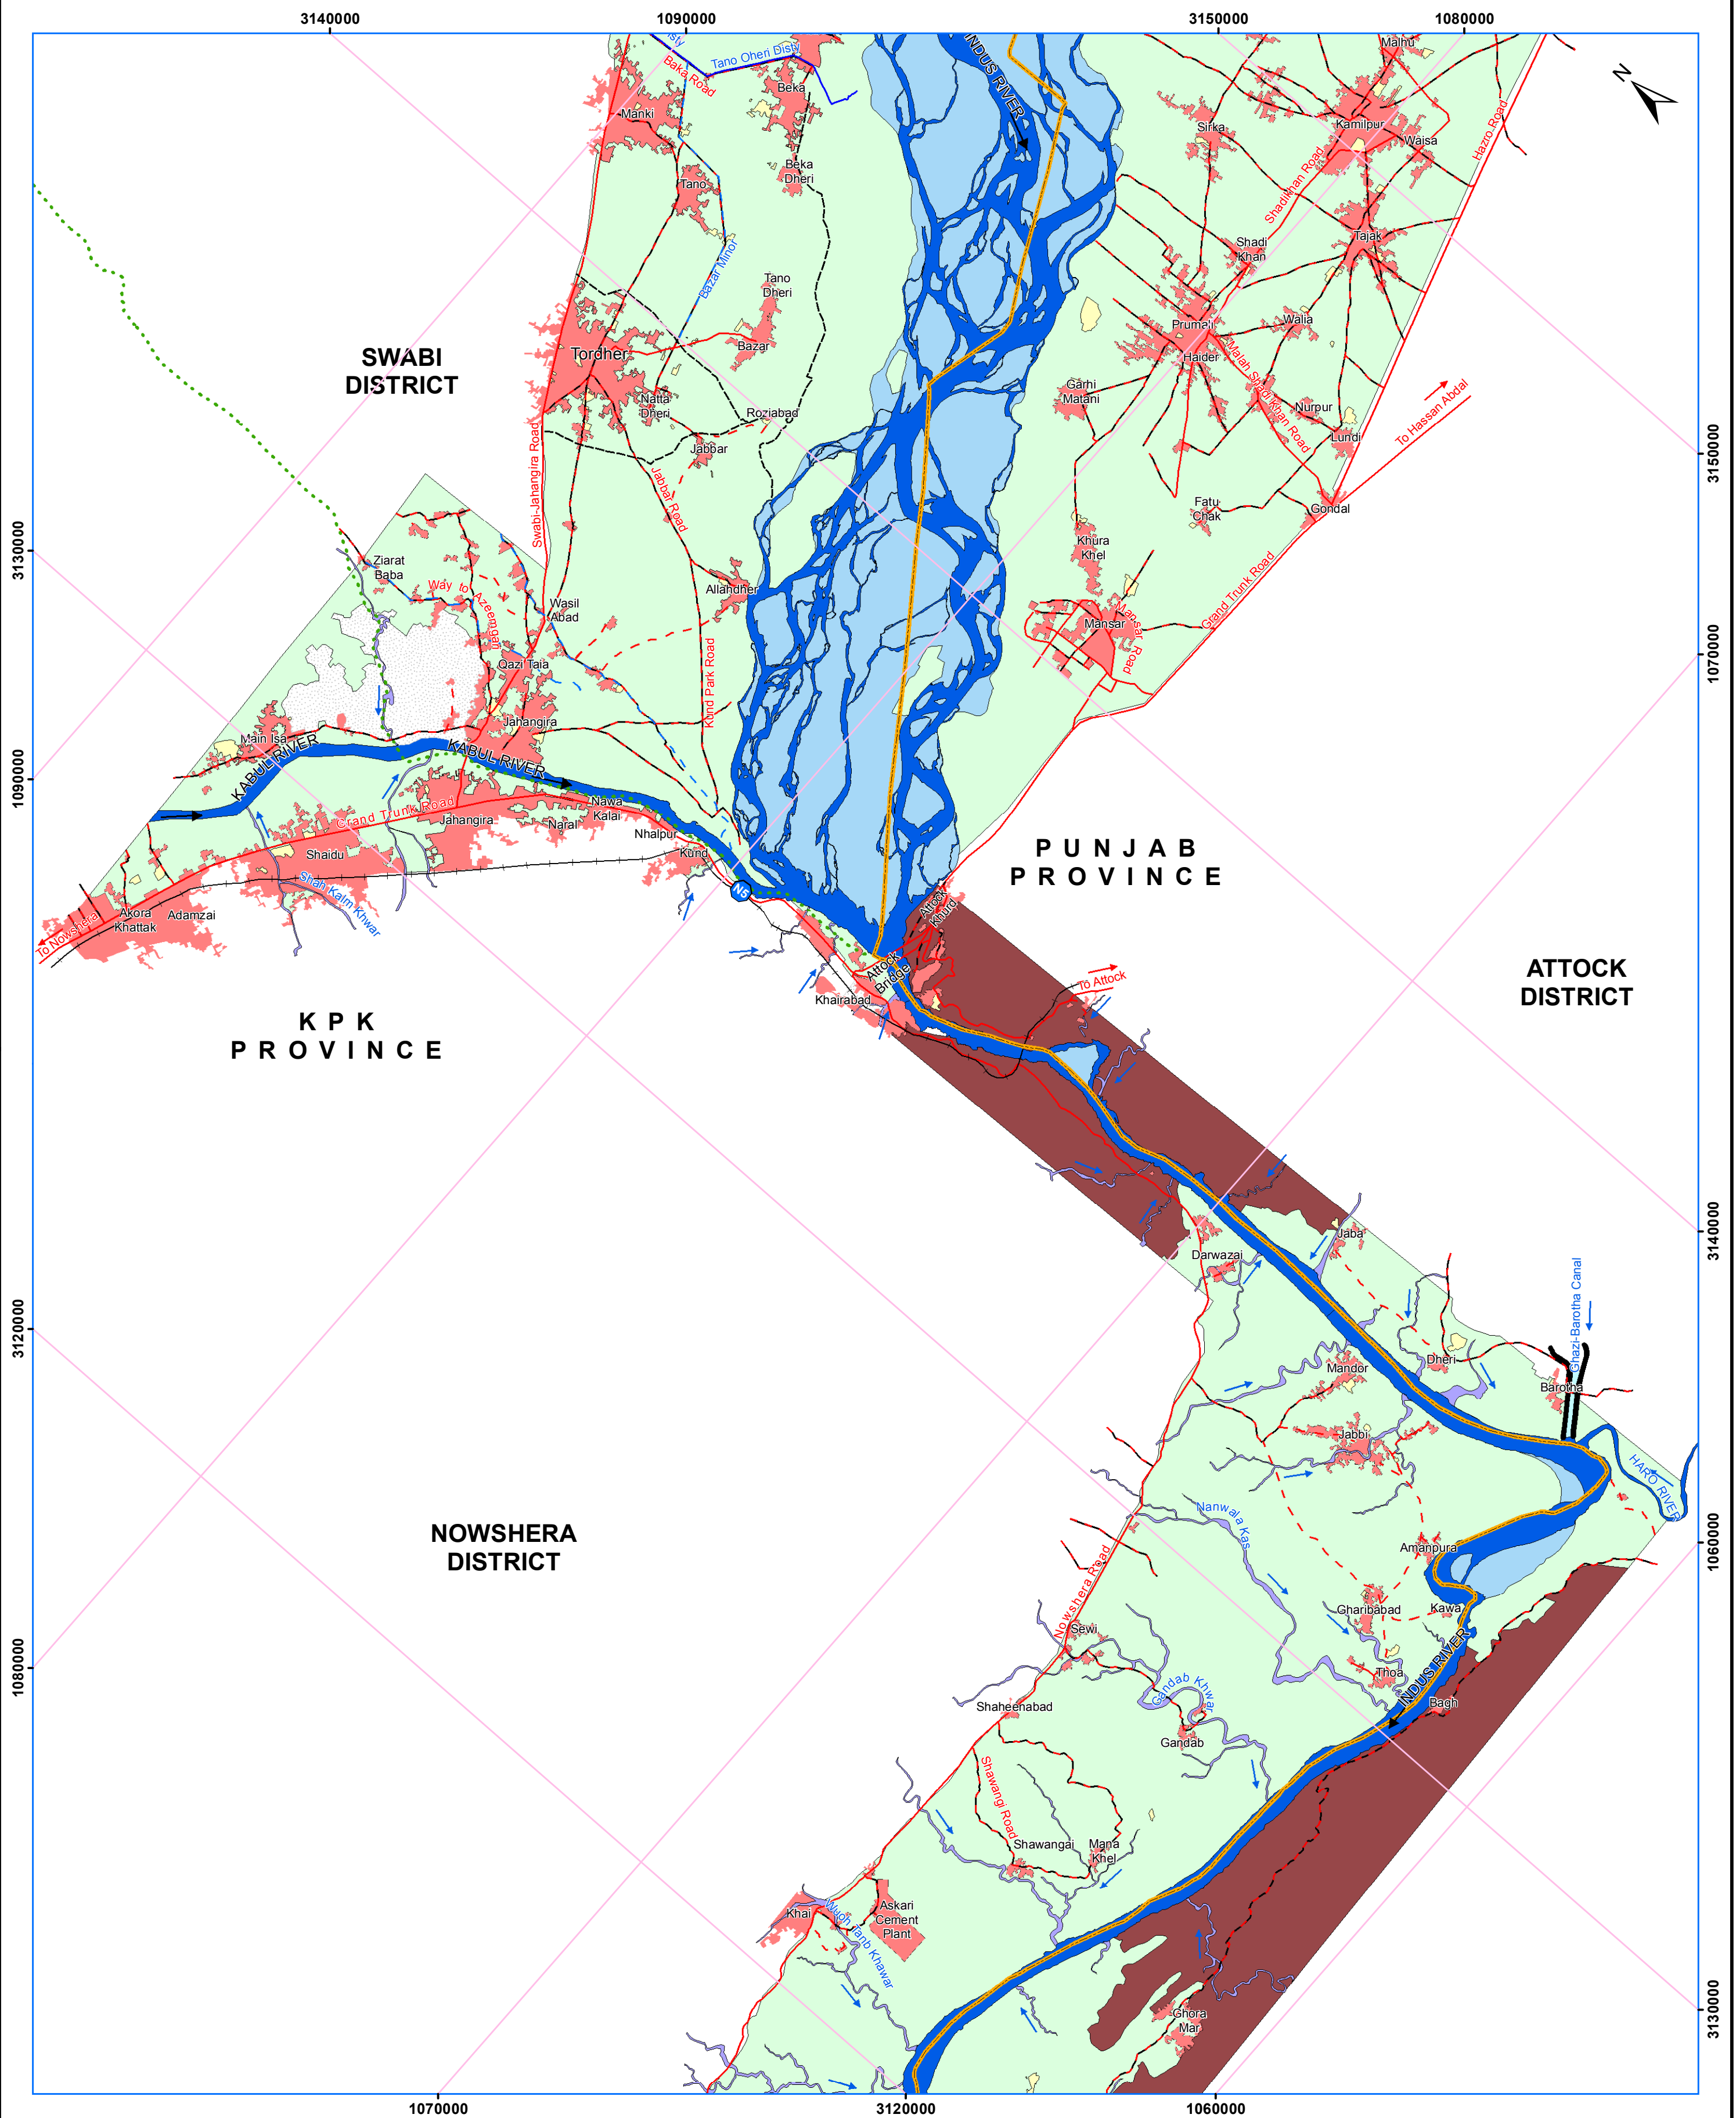 3140000
1090000
3150000
1080000
Disty
Tano Oheri Disty
Baka Road
Beka
Manki
Beka
Dheri
Tano
INDUS RIVER
Malhu
Sirka
Kamilpur
Waisa
Hazro Road
Shadikhan Road
N
Shadi
Khan
Tajak
Bazar Minor
Tano
Dheri
Bazar
SWABI
DISTRICT
Tordher
Natta
Dheri
Roziabad
Jabbar
Swabi-Jahangira Road
Jabbar Road
Prumali
Walia
Haider
Malah Shadi Khan Road
Garhi
Matani
Nurpur
Lundi
To Hassan Abdal
3150000
Fatu
Chak
Gondal
3130000
Ziarat
Baba
Way to Azeemgan
Wasil
Abad
Allahdher
Khura
Khel
Mansar
Mansar Road
Grand Trunk Road
1070000
Qazi Taia
Kund Park Road
Jahangira
Main Isa
KABUL RIVER
KABUL RIVER
1090000
Grand Trunk Road
Jahangira
Nawa
Kalai
Naral
Nhalpur
Kund
N5
Shaidu
Shah Kalm Khwar
To Nowshera
Akora
Khattak
Adamzai
PUNJAB
PROVINCE
Attock
Khurd
Attock
Bridge
Khairabad
To Attock
ATTOCK
DISTRICT
KPK
PROVINCE
Jaba
3140000
Darwazai
Ghazi-Barotha Canal
3120000
Mandor
Dheri
Barotha
Jabbi
HARO RIVER
Nanwala Kas
NOWSHERA
DISTRICT
Amanpura
1060000
Nowshera Road
Gharibabad
Kawa
Sewi
INDUS RIVER
1080000
Thoa
Bagh
Gandab Khwar
Shaheenabad
Gandab
Shawangi Road
Shawangai
Mana
Khel
Khai
Askari
Cement
Plant
Wuch Tanb Khawar
Ghora
Mar
3130000
1070000
3120000
1060000